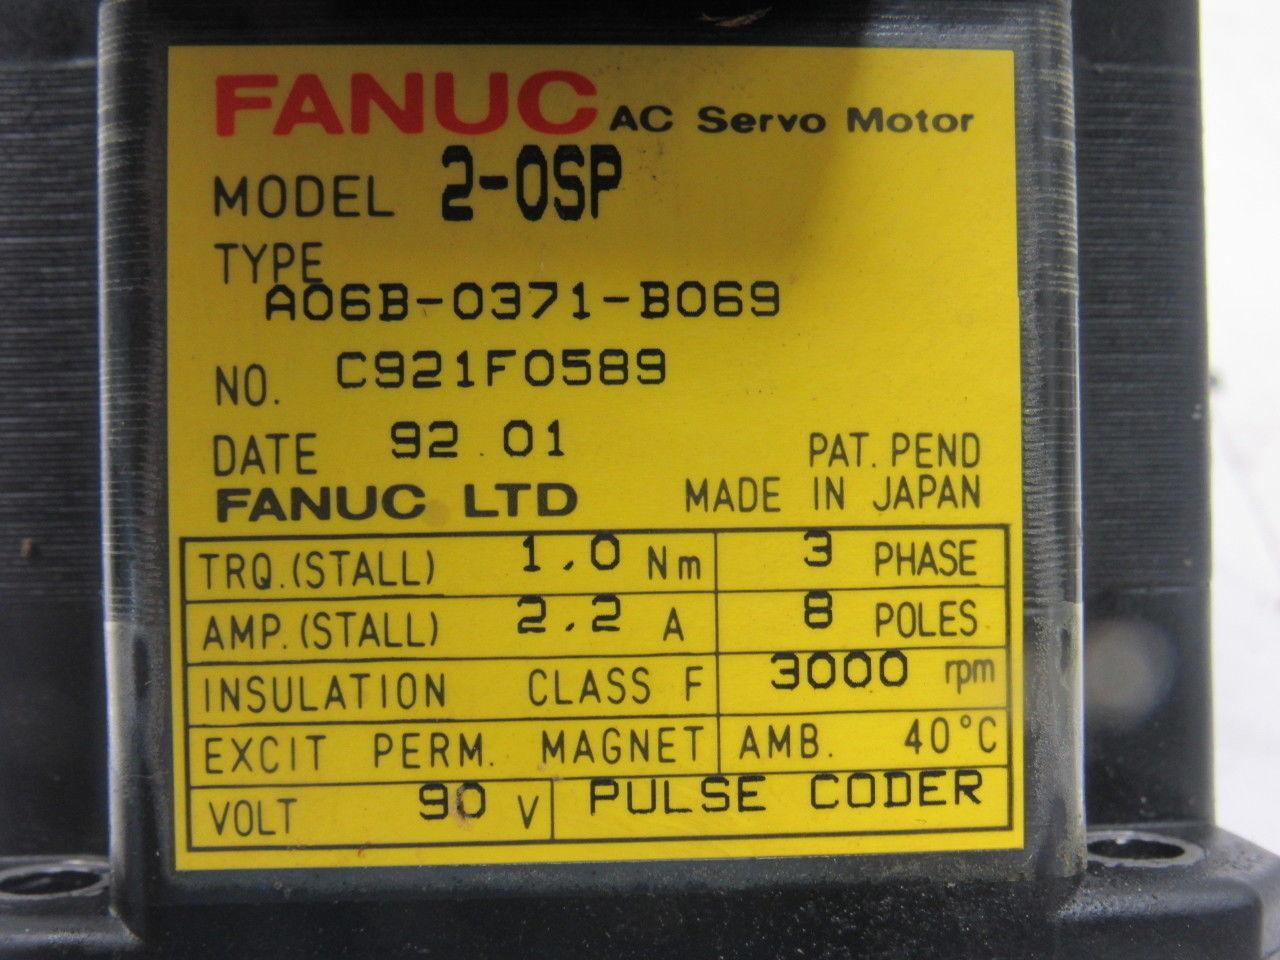 FANUC AC Servo Motor
MODEL 2-0SP
TYPE
A06B-0371-B069
NO. C921F0589
DATE 92.01
PAT. PEND
FANUC LTD MADE IN JAPAN
TRQ.(STALL) 1.0 Nm 3 PHASE
AMP.(STALL) 2.2 A 8 POLES
INSULATION CLASS F 3000 rpm
EXCIT PERM. MAGNET AMB. 40°C
VOLT 90 V PULSE CODER